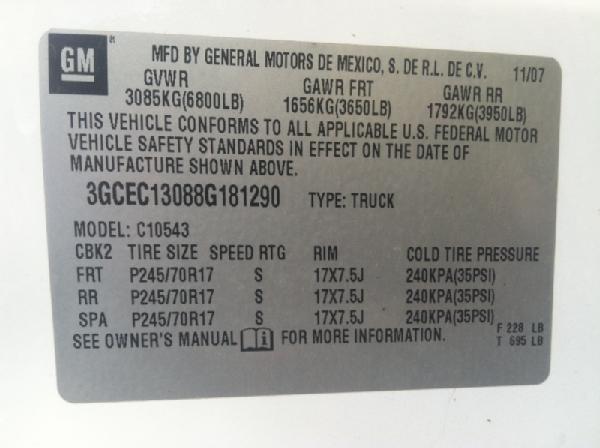 GM
MFD BY GENERAL MOTORS DE MEXICO, S. DE R.L. DE C.V. 11/07
GVWR GAWR FRT GAWR RR
3085KG(6800LB) 1656KG(3650LB) 1792KG(3950LB)
THIS VEHICLE CONFORMS TO ALL APPLICABLE U.S. FEDERAL MOTOR
VEHICLE SAFETY STANDARDS IN EFFECT ON THE DATE OF
MANUFACTURE SHOWN ABOVE.
3GCEC13088G181290 TYPE: TRUCK
MODEL: C10543
CBK2 TIRE SIZE SPEED RTG RIM COLD TIRE PRESSURE
FRT P245/70R17 S 17X7.5J 240KPA(35PSI)
RR P245/70R17 S 17X7.5J 240KPA(35PSI)
SPA P245/70R17 S 17X7.5J 240KPA(35PSI)
SEE OWNER'S MANUAL i FOR MORE INFORMATION.
F 228 LB
T 695 LB